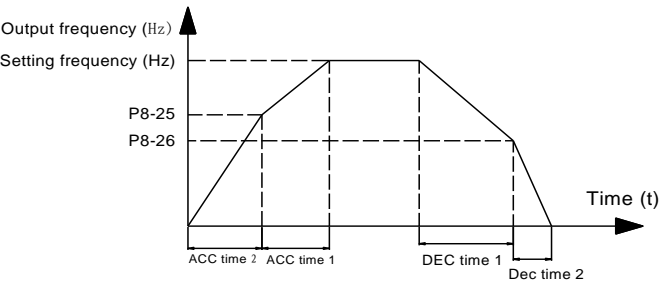 Output frequency (Hz)
Setting frequency (Hz)
P8-25
P8-26
Time (t)
ACC time 2
ACC time 1
DEC time 1
Dec time 2